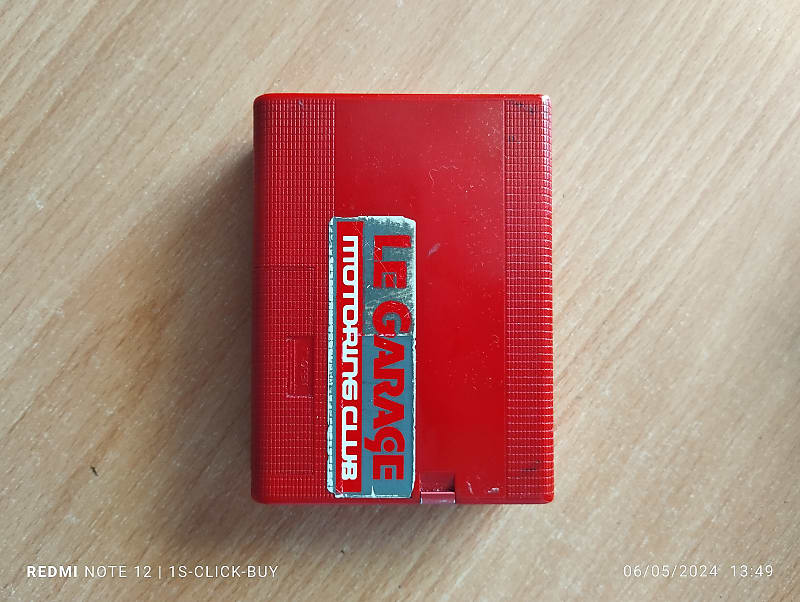 LE GARAGE
MOTORING CLUB
REDMI NOTE 12 | 1S-CLICK-BUY
06/05/2024 13:49